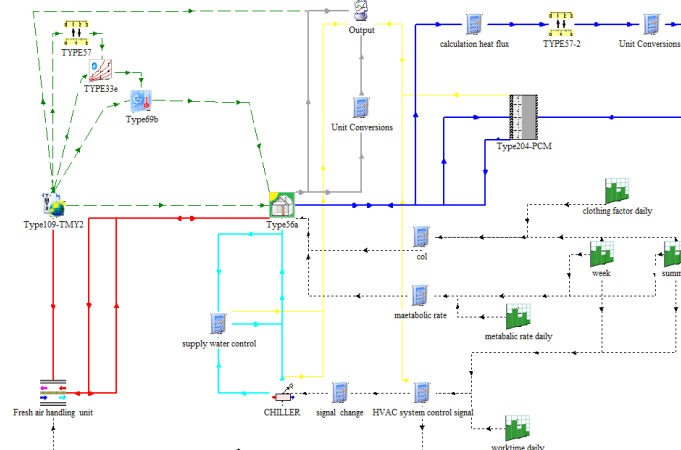 Output
calculation heat flux
TYPE57-2
Unit Conversions
TYPE57
TYPE33e
Type69b
Unit Conversions
Type204-PCM
Type109-TMY2
Type56a
clothing factor daily
col
week
summ
maetabolic rate
metabalic rate daily
supply water control
Fresh air handling unit
CHILLER
signal change
HVAC system control signal
worktime daily